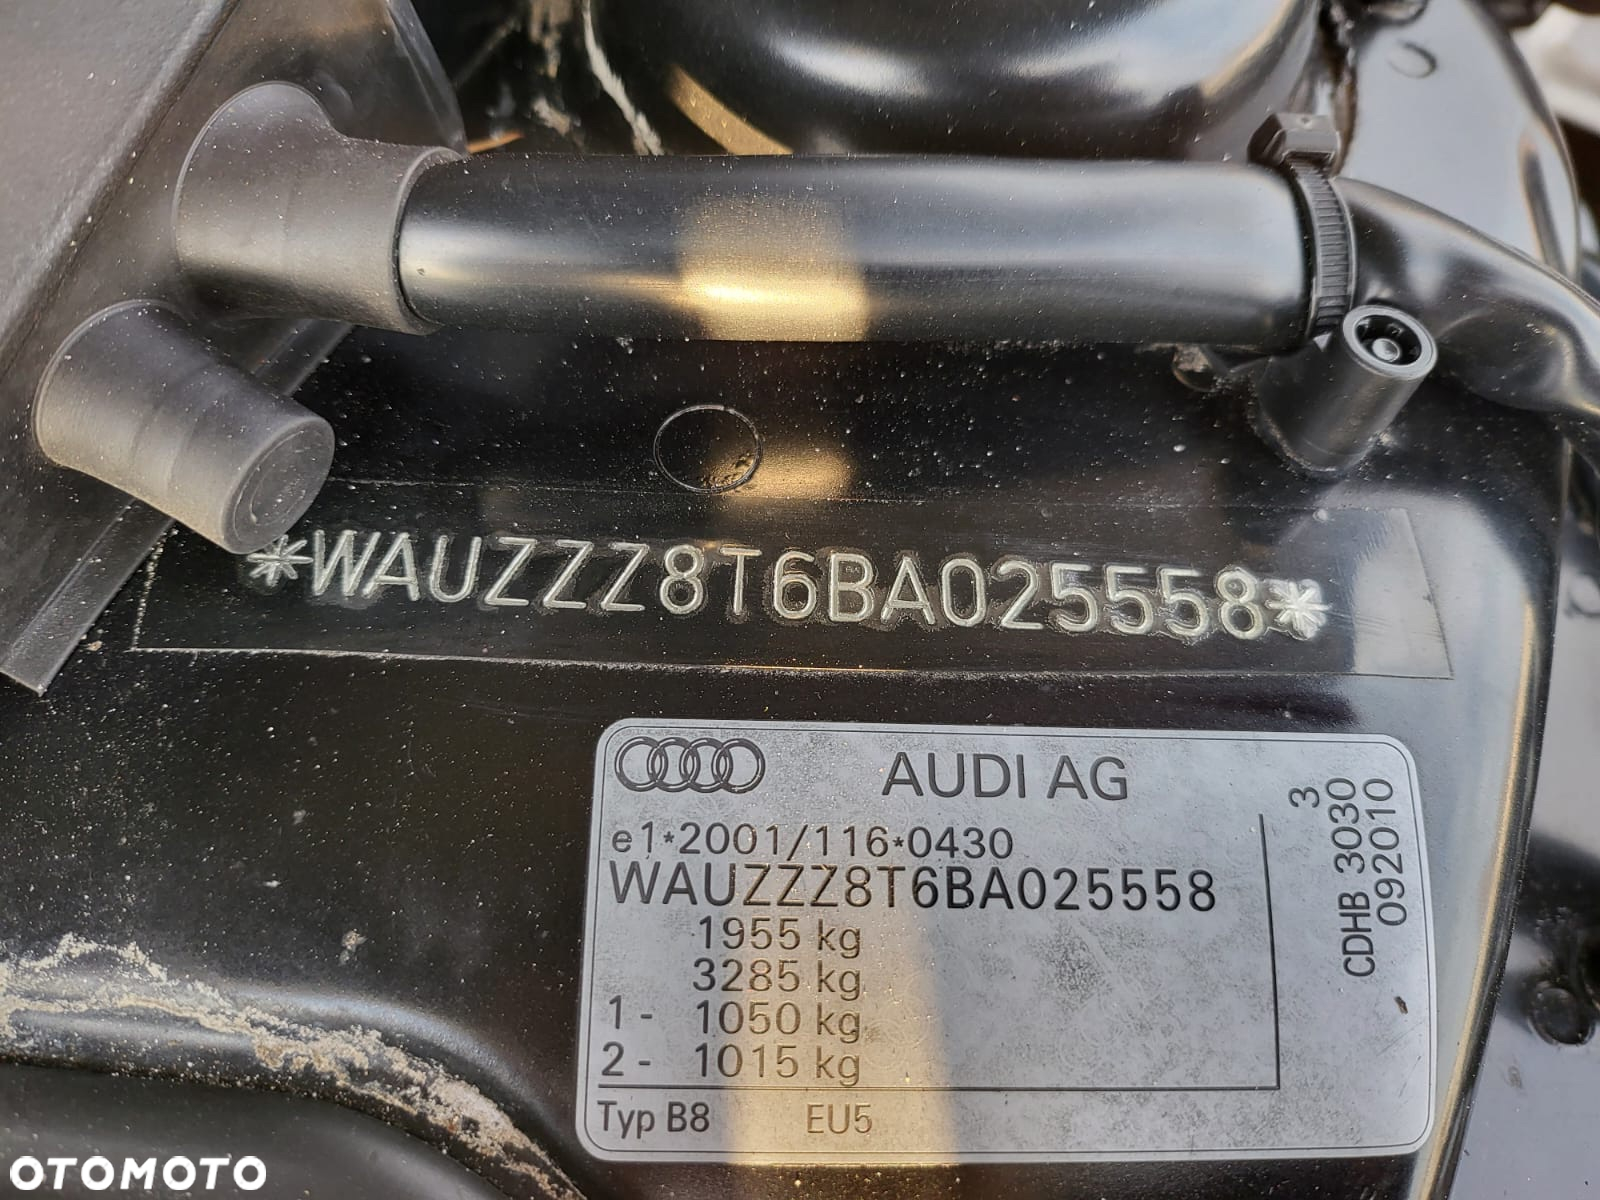 *WAUZZZ8T6BA025558*
AUDI AG
e1*2001/116*0430
WAUZZZ8T6BA025558
1955 kg
3285 kg
1- 1050 kg
2- 1015 kg
Typ B8 EU5
3
CDHB 3030
092010
OTOMOTO